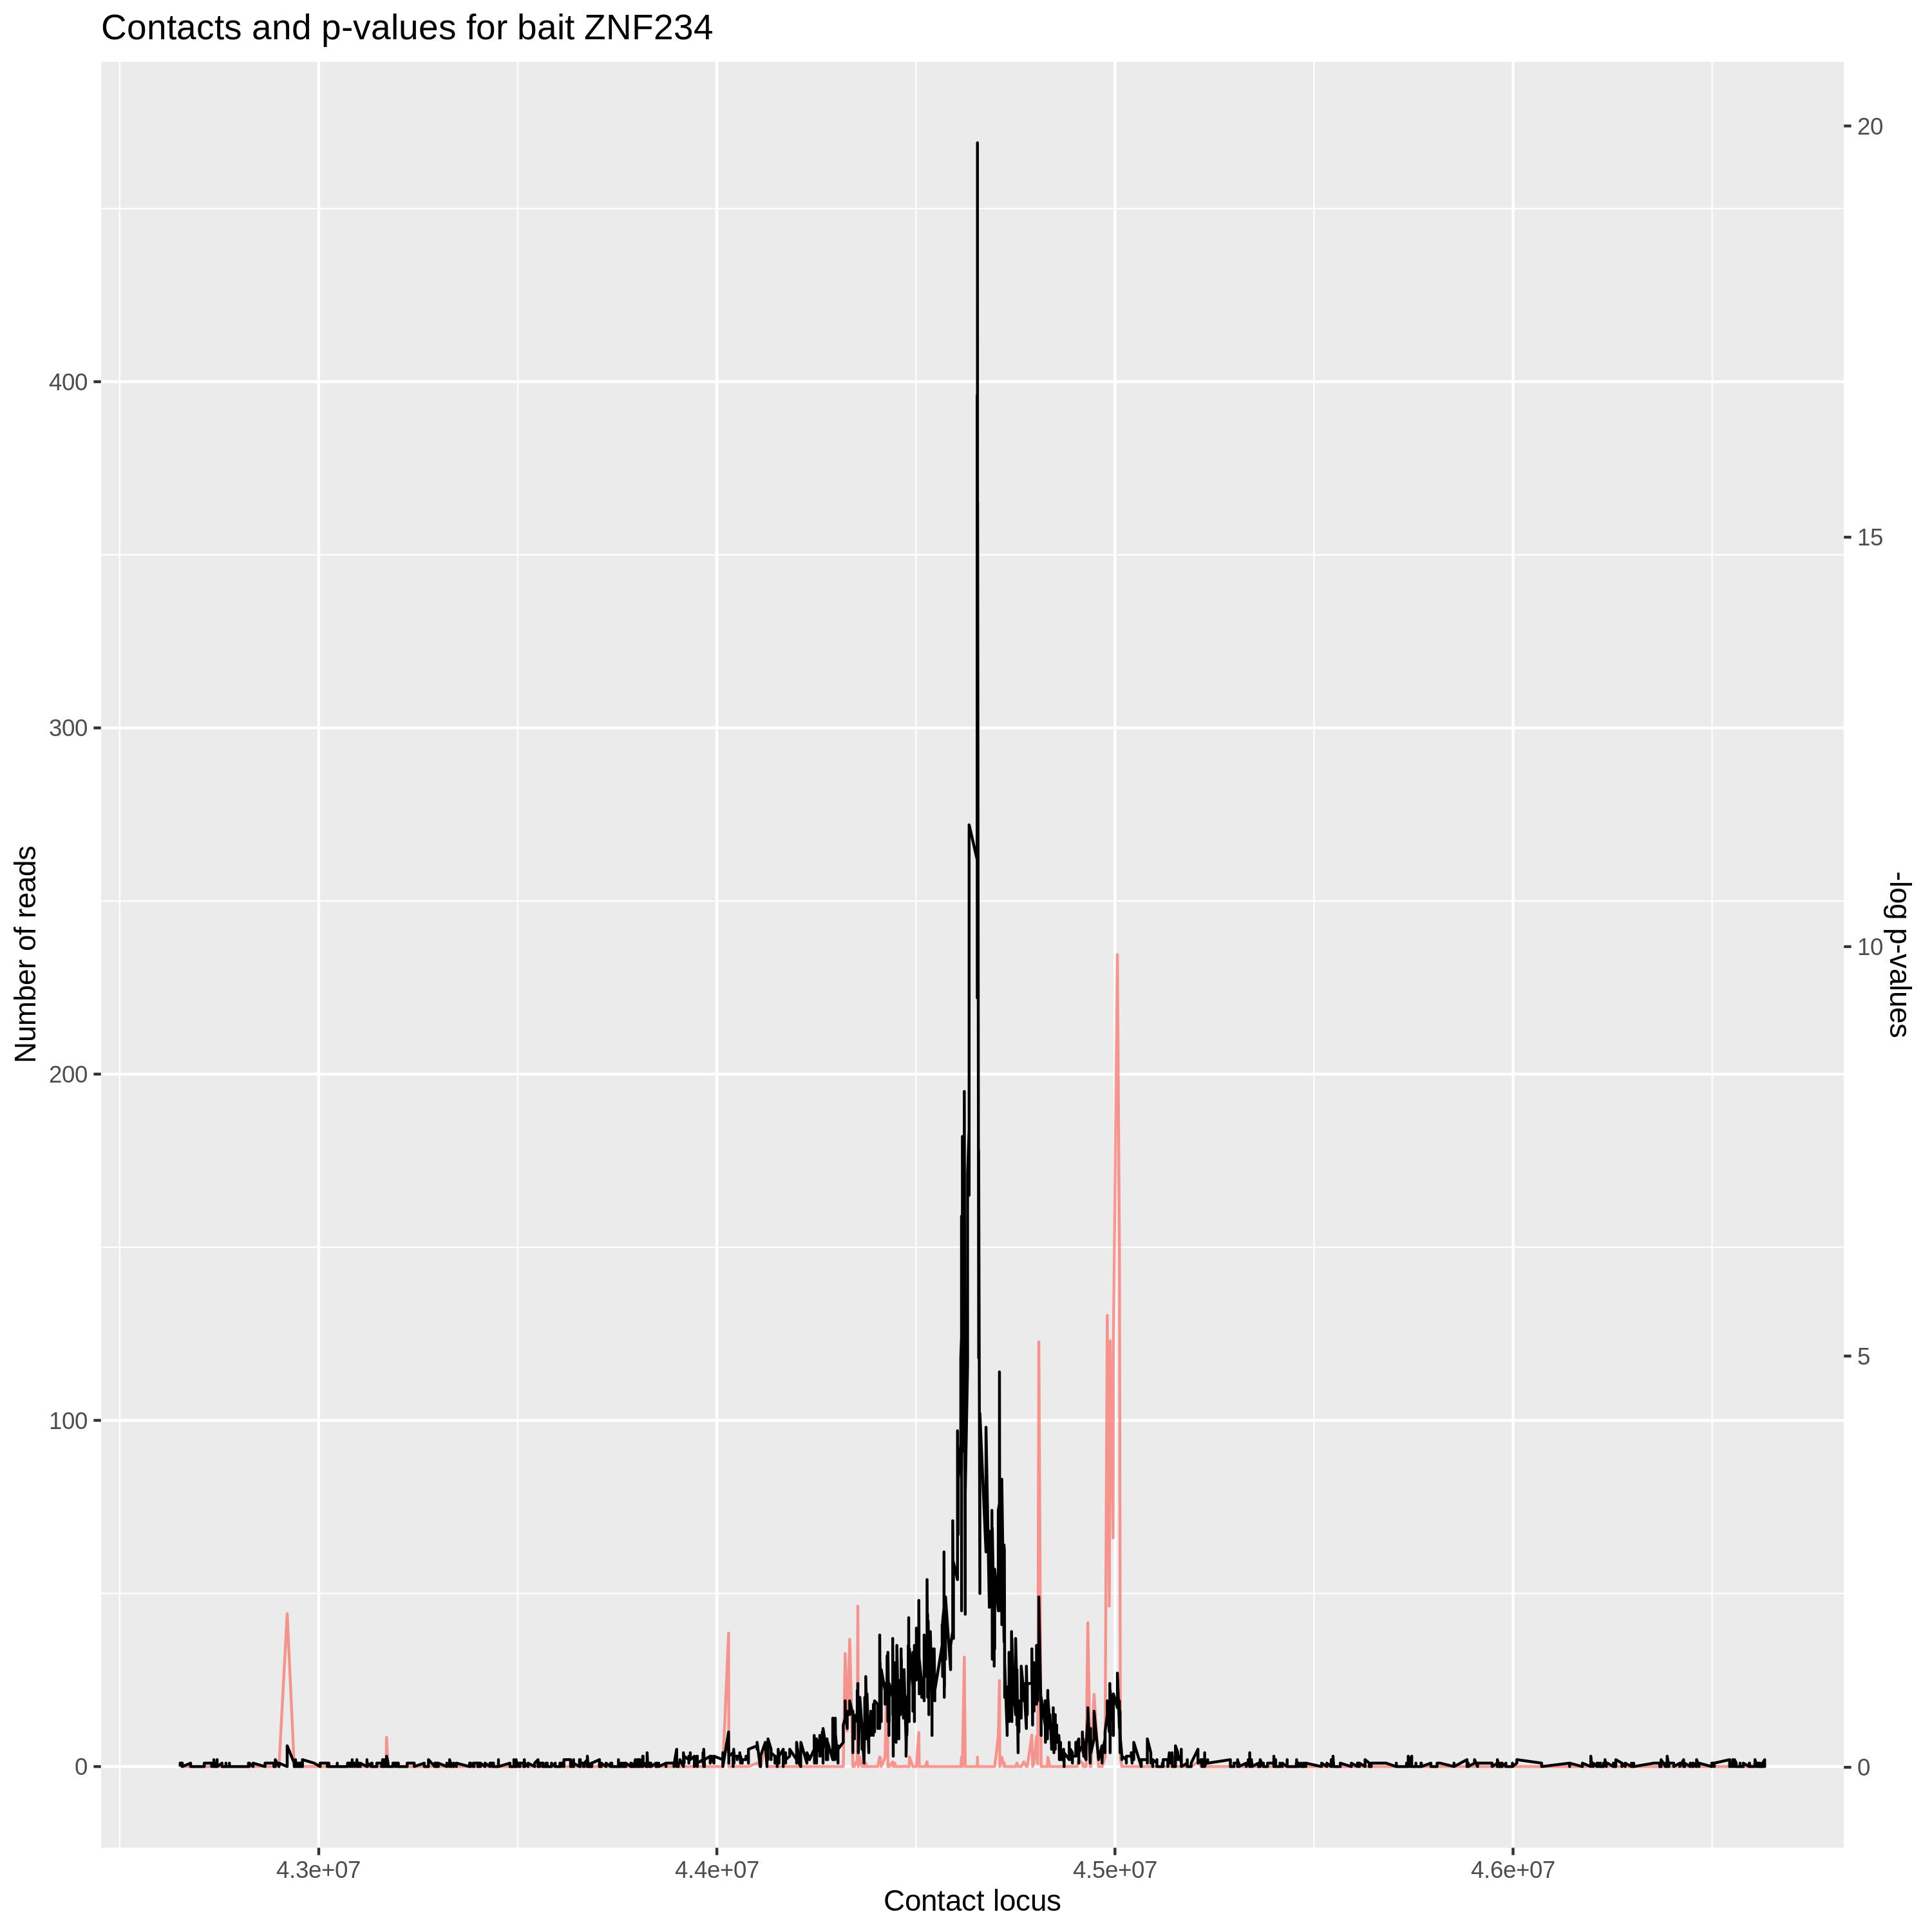 Contacts and p-values for bait ZNF234
Number of reads
400
300
200
100
0
20
15
10
5
0
-log p-values
4.3e+07
4.4e+07
4.5e+07
4.6e+07
Contact locus